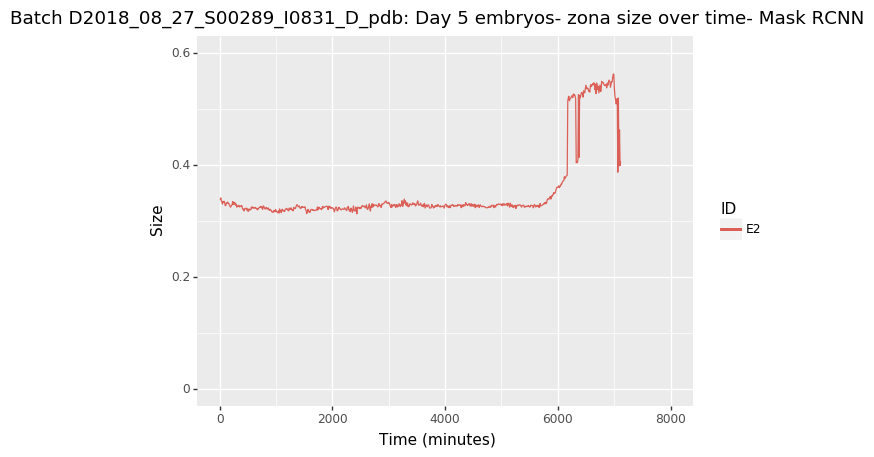 Batch D2018_08_27_S00289_I0831_D_pdb: Day 5 embryos- zona size over time- Mask RCNN
0.6
0.4
0.2
0
Size
0 2000 4000 6000 8000
Time (minutes)
ID
E2